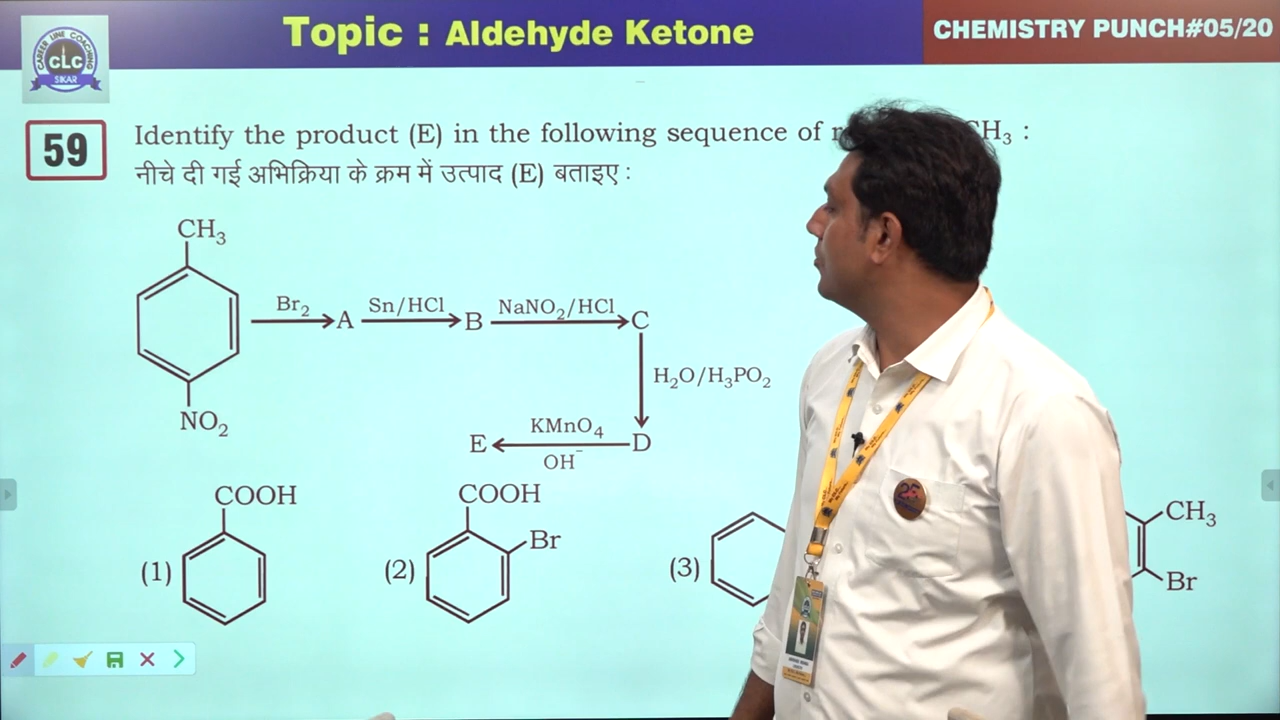 Topic : Aldehyde Ketone
CHEMISTRY PUNCH#05/20
CAREER LINE COACHING
CLC
SIKAR
59
Identify the product (E) in the following sequence of CH₃ :
नीचे दी गई अभिक्रिया के क्रम में उत्पाद (E) बताइए :
CH₃
NO₂
Br₂ A Sn/HCl B NaNO₂/HCl C
H₂O/H₃PO₂
E KMnO₄ D
OH⁻
(1) COOH
(2) COOH Br
(3)
CH₃
Br
25